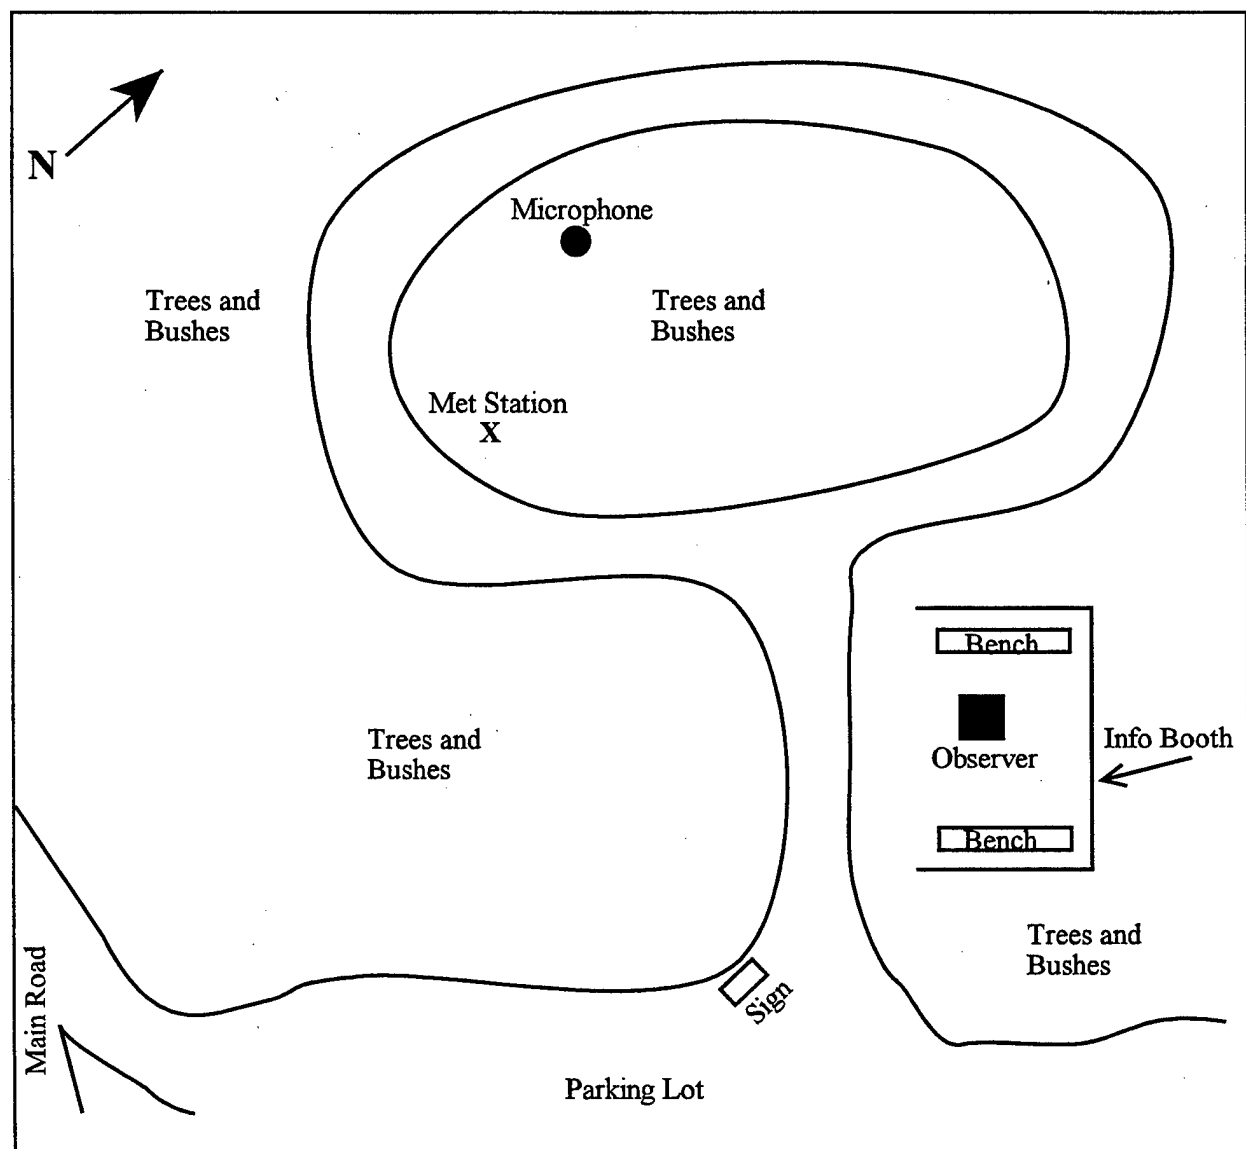 N
Microphone
Trees and
Bushes
Trees and
Bushes
Met Station
X
Bench
Trees and
Bushes
Observer
Info Booth
Bench
Trees and
Bushes
Main Road
Sign
Parking Lot